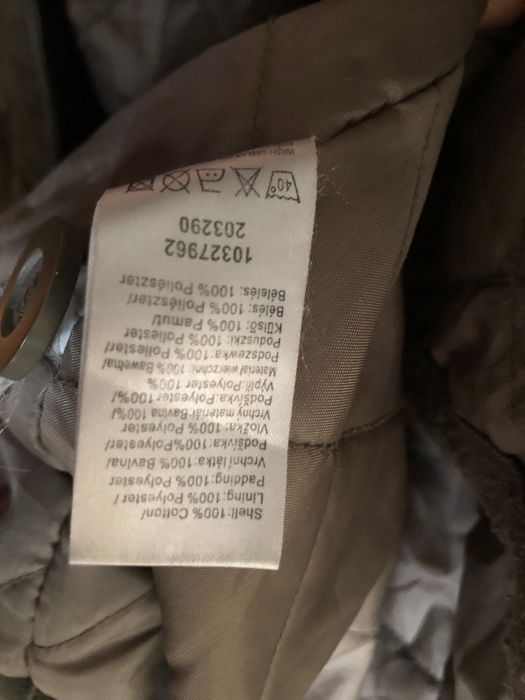 Shell:100% Cotton/
Lining: 100% Polyester/
Padding: 100% Polyester
Vrchní látka:100% Bavlna/
Podšívka: 100% Polyester/
Vložka: 100% Polyester
Vrchný materiál:100% Bavlna/
Podšívka:100% Polyester/
Výplň:Polyester 100%
Materiał wierzchni: 100% Bawełna/
Podszewka:100% Poliester/
Poduszki: 100% Poliester
Külső: 100% Pamut/
Bélés: 100% Poliészter/
Bélelés: 100% Poliészter
10327962
203290
40°